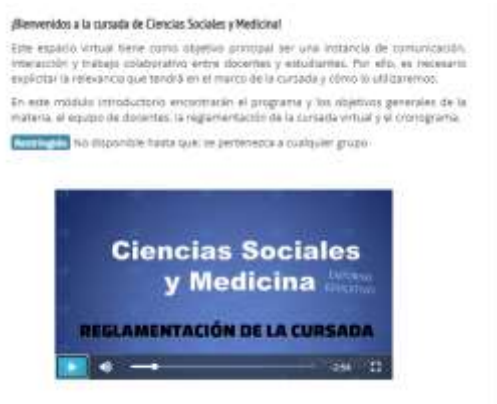 ¡Bienvenidos a la cursada de Ciencias Sociales y Medicina!
Este espacio virtual tiene como objetivo principal ser una instancia de comunicación,
interacción y trabajo colaborativo entre docentes y estudiantes. Por ello, es necesario
explicitar la relevancia que tendrá en el marco de la cursada y cómo lo utilizaremos.
En este módulo introductorio encontrarán el programa y los objetivos generales de la
materia, el equipo de docentes, la reglamentación de la cursada virtual y el cronograma.
Restringido No disponible hasta que: se pertenezca a cualquier grupo
Ciencias Sociales
y Medicina
REGLAMENTACIÓN DE LA CURSADA